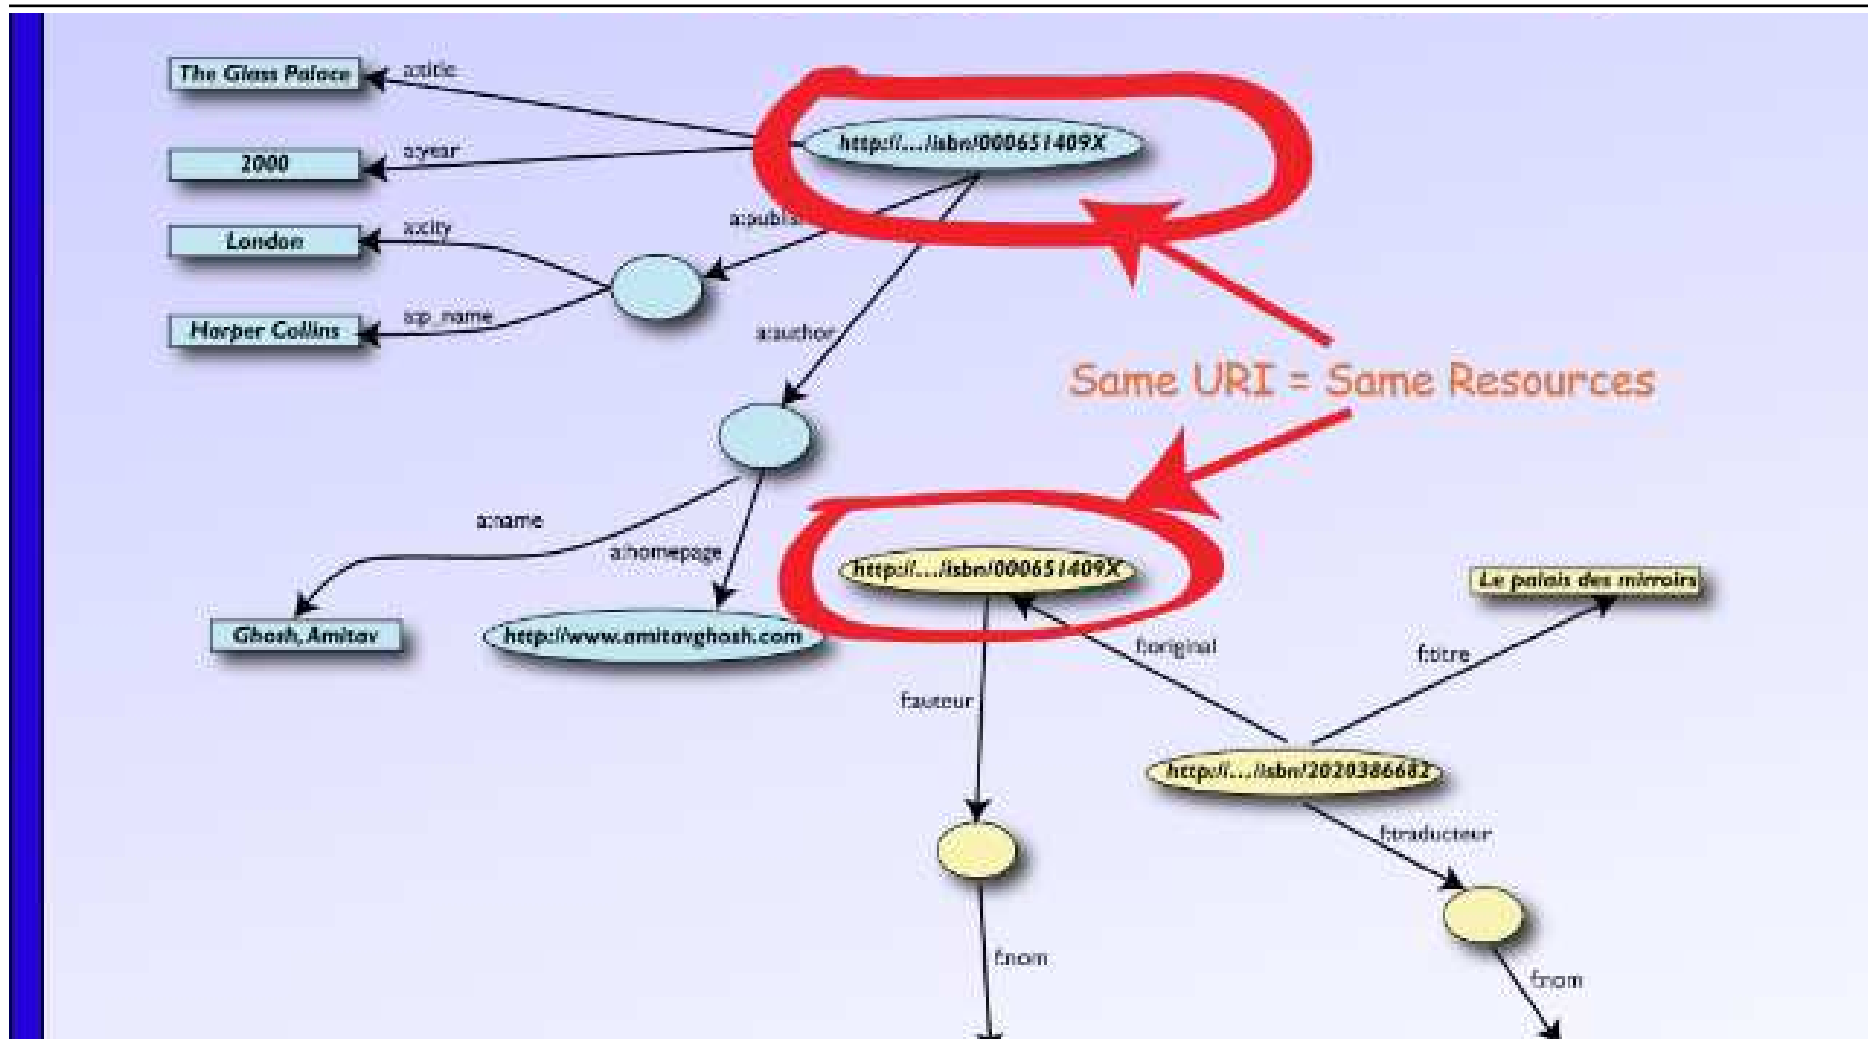 The Glass Palace
a:title
http://…/isbn/000651409X
2000
a:year
London
a:city
a:publis
Harper Collins
a:p_name
a:author
Same URI = Same Resources
a:name
a:homepage
http://…/isbn/000651409X
Le palais des mirroirs
Ghosh, Amitav
http://www.amitavghosh.com
f:original
f:titre
f:auteur
http://…/isbn/2020386682
f:traducteur
f:nom
f:nom